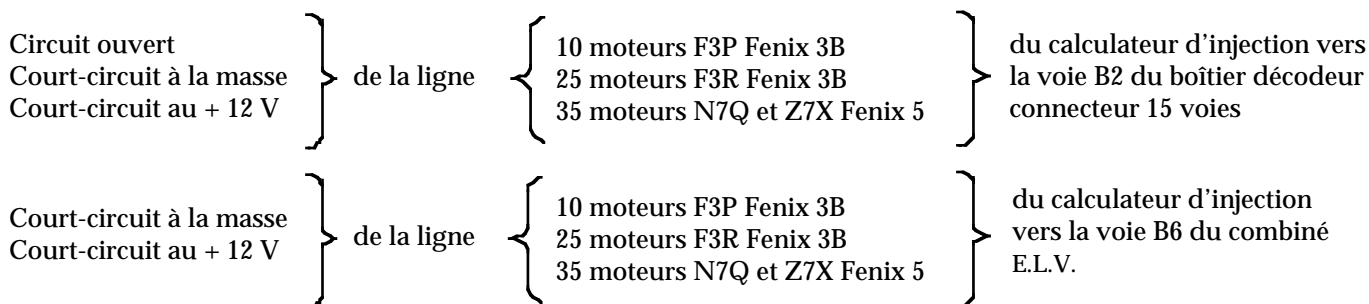 Circuit ouvert
Court-circuit à la masse
Court-circuit au + 12 V
de la ligne
10 moteurs F3P Fenix 3B
25 moteurs F3R Fenix 3B
35 moteurs N7Q et Z7X Fenix 5
du calculateur d’injection vers
la voie B2 du boîtier décodeur
connecteur 15 voies
Court-circuit à la masse
Court-circuit au + 12 V
de la ligne
10 moteurs F3P Fenix 3B
25 moteurs F3R Fenix 3B
35 moteurs N7Q et Z7X Fenix 5
du calculateur d’injection
vers la voie B6 du combiné
E.L.V.